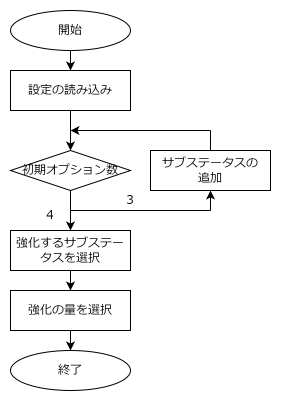 開始
設定の読み込み
初期オプション数
サブステータスの
追加
3
4
強化するサブステー
タスを選択
強化の量を選択
終了